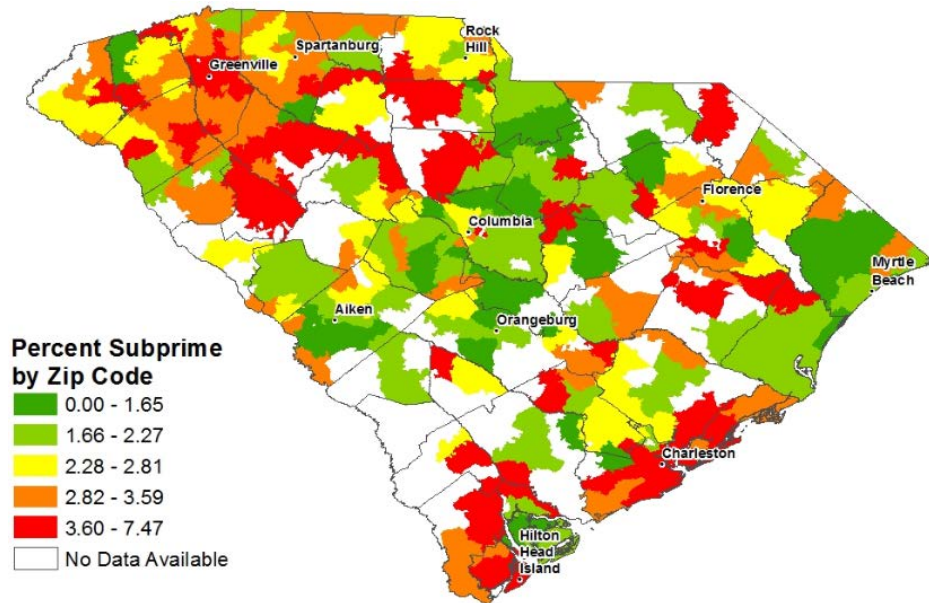 Rock
Hill
Spartanburg
Greenville
Florence
Columbia
Myrtle
Beach
Aiken
Orangeburg
Charleston
Hilton
Head
Island
Percent Subprime
by Zip Code
0.00 - 1.65
1.66 - 2.27
2.28 - 2.81
2.82 - 3.59
3.60 - 7.47
No Data Available